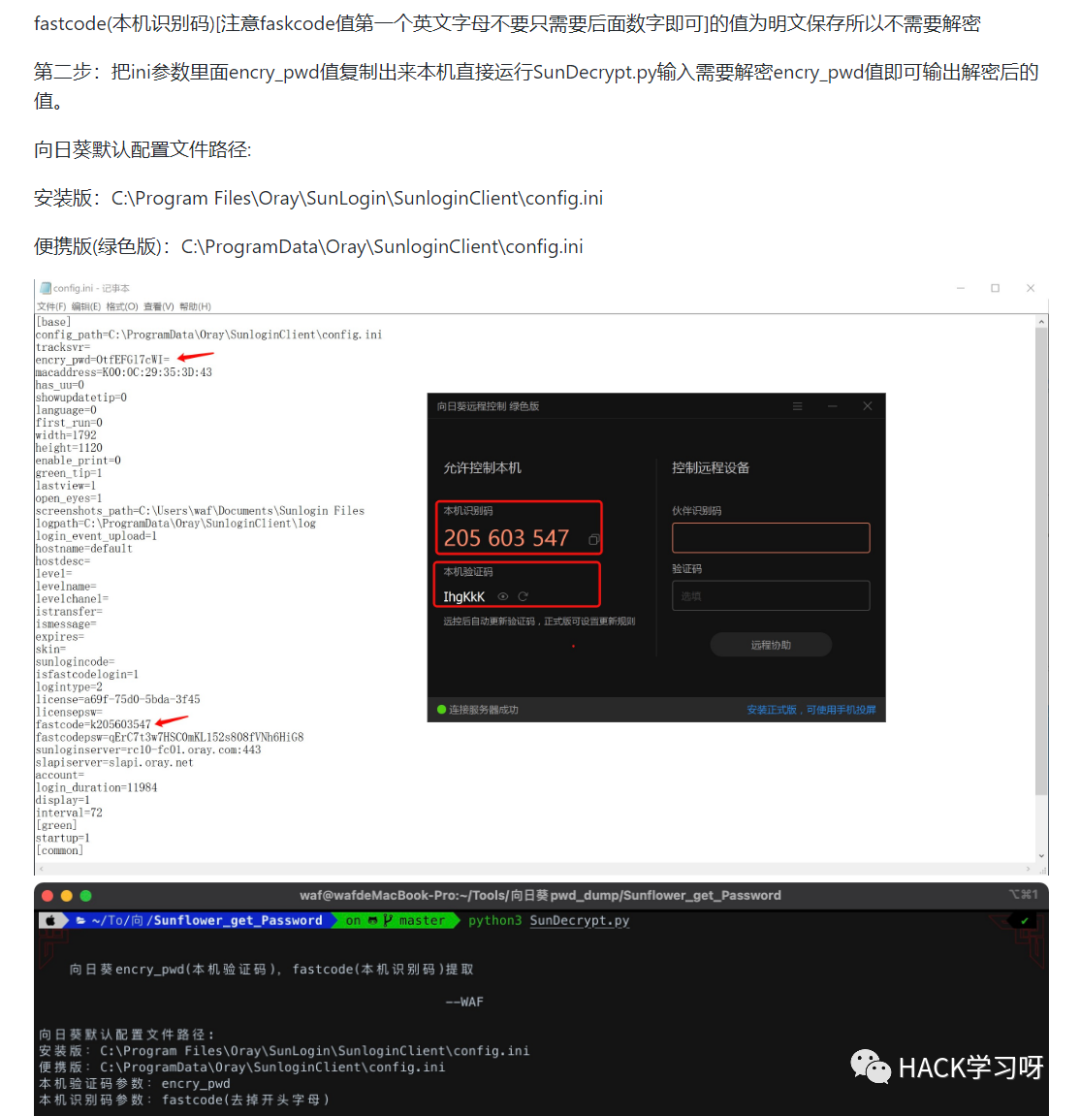 fastcode(本机识别码)[注意faskcode值第一个英文字母不要只需要后面数字即可]的值为明文保存所以不需要解密
第二步：把ini参数里面encry_pwd值复制出来本机直接运行SunDecrypt.py输入需要解密encry_pwd值即可输出解密后的
值。
向日葵默认配置文件路径:
安装版：C:\Program Files\Oray\SunLogin\SunloginClient\config.ini
便携版(绿色版)：C:\ProgramData\Oray\SunloginClient\config.ini
config.ini - 记事本
文件(F) 编辑(E) 格式(O) 查看(V) 帮助(H)
[base]
config_path=C:\ProgramData\Oray\SunloginClient\config.ini
tracksvr=
encry_pwd=OtfEFGl7cWI=
macaddress=K00:0C:29:35:3D:43
has_uu=0
showupdatetip=0
language=0
first_run=0
width=1792
height=1120
enable_print=0
green_tip=1
lastview=1
open_eyes=1
screenshots_path=C:\Users\waf\Documents\Sunlogin Files
logpath=C:\ProgramData\Oray\SunloginClient\log
login_event_upload=1
hostname=default
hostdesc=
level=
levelname=
levelchanel=
istransfer=
ismessage=
expires=
skin=
sunlogincode=
isfastcodelogin=1
logintype=2
license=a69f-75d0-5bda-3f45
licensepsw=
fastcode=k205603547
fastcodepsw=qErC7t3w7HSC0mKL152s808fVNh6HiG8
sunloginserver=rc10-fc01.oray.com:443
slapiserver=slapi.oray.net
account=
login_duration=11984
display=1
interval=72
[green]
startup=1
[common]
向日葵远程控制 绿色版
允许控制本机
本机识别码
205 603 547
本机验证码
IhgKkK
远控后自动更新验证码，正式版可设置更新规则
控制远程设备
伙伴识别码
验证码
选填
远程协助
连接服务器成功
安装正式版，可使用手机投屏
waf@wafdeMacBook-Pro:~/Tools/向日葵pwd_dump/Sunflower_get_Password
⌥⌘1
~/To/向/Sunflower_get_Password on master python3 SunDecrypt.py ✔
向日葵encry_pwd(本机验证码), fastcode(本机识别码)提取
--WAF
向日葵默认配置文件路径:
安装版: C:\Program Files\Oray\SunLogin\SunloginClient\config.ini
便携版: C:\ProgramData\Oray\SunloginClient\config.ini
本机验证码参数: encry_pwd
本机识别码参数: fastcode(去掉开头字母)
HACK学习呀